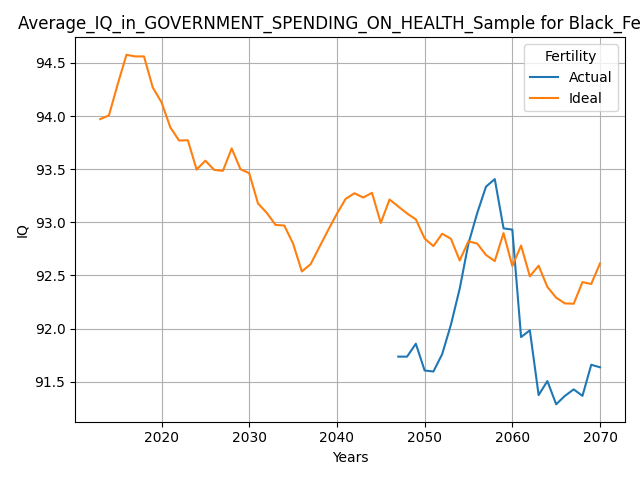 Average_IQ_in_GOVERNMENT_SPENDING_ON_HEALTH_Sample for Black_Fe
Fertility
Actual
Ideal
94.5
94.0
93.5
93.0
92.5
92.0
91.5
IQ
2020 2030 2040 2050 2060 2070
Years